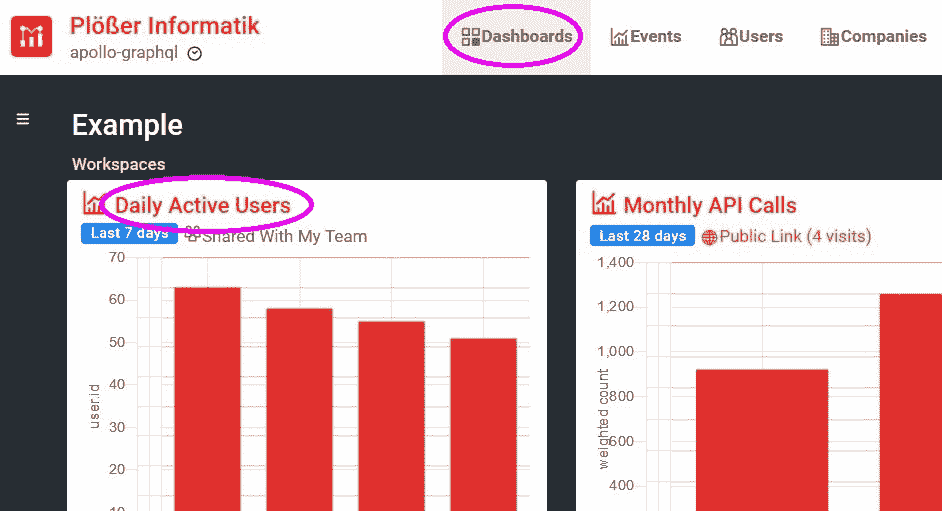 Plößer Informatik
apollo-graphql
Dashboards
Events
Users
Companies
Example
Workspaces
Daily Active Users
Last 7 days
Shared With My Team
70
60
50
40
30
20
10
user.id
Monthly API Calls
Last 28 days
Public Link (4 visits)
1,400
1,200
1,000
800
600
400
weighted count